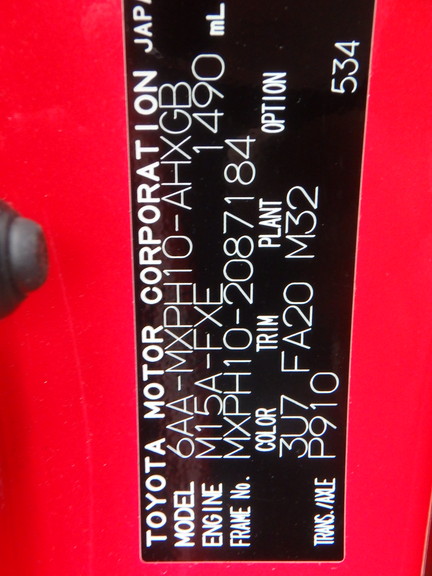 TOYOTA MOTOR CORPORATION JAPA
MODEL 6AA-MXPH10-AHXGB
ENGINE M15A-FXE 1490 mL
FRAME No. MXPH10-2087184
COLOR TRIM PLANT OPTION
3U7 FA20 M32
TRANS./AXLE P910 534